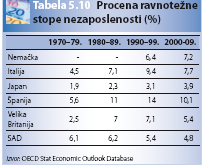 Tabela 5.10 Procena ravnotežne
stope nezaposlenosti (%)
1970–79. 1980–89. 1990–99. 2000-09.
Nemačka - - 6,4 7,2
Italija 4,5 7,1 9,4 7,7
Japan 1,9 2,3 3,1 3,9
Španija 5,6 11 14 10,1
Velika
Britanija 2,5 7 7,1 5,4
SAD 6,1 6,2 5,4 4,8
Izvor: OECD Stat Economic Outlook Database